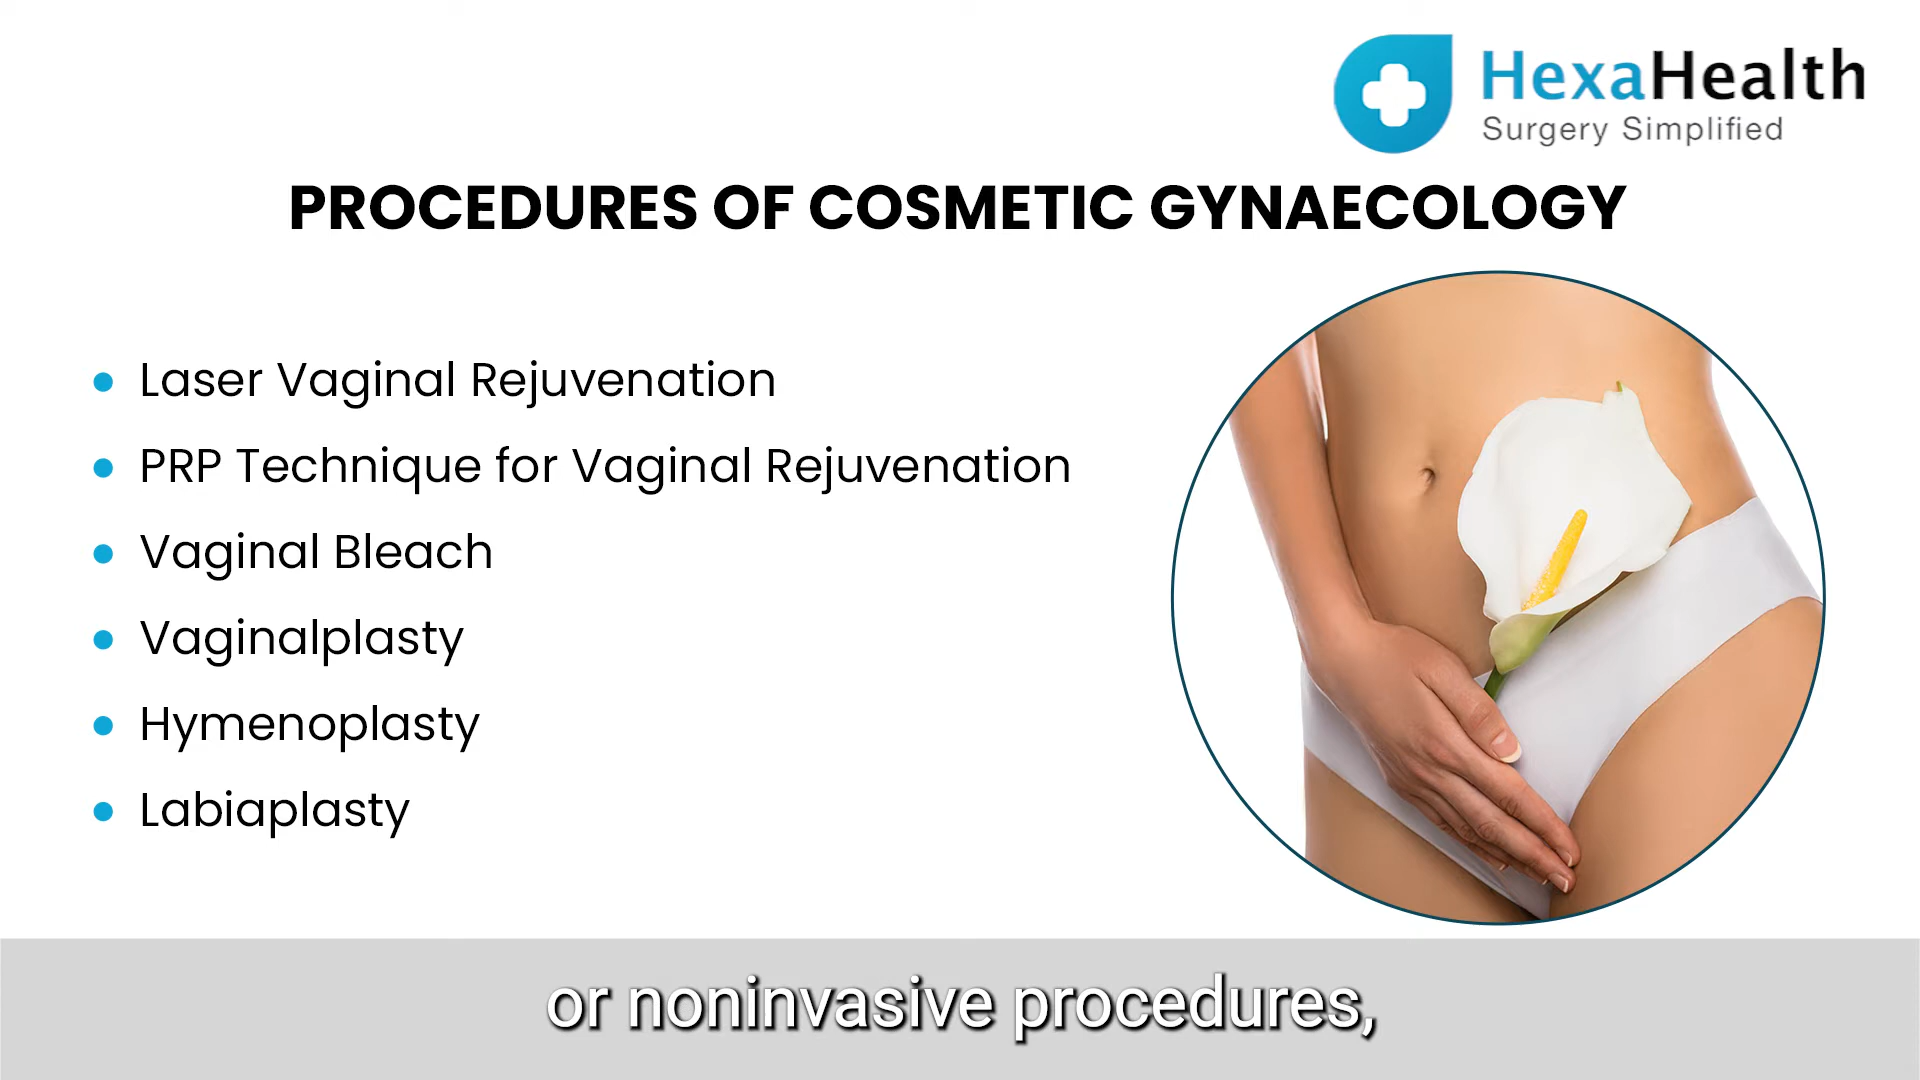 HexaHealth
Surgery Simplified
PROCEDURES OF COSMETIC GYNAECOLOGY
Laser Vaginal Rejuvenation
PRP Technique for Vaginal Rejuvenation
Vaginal Bleach
Vaginalplasty
Hymenoplasty
Labiaplasty
or noninvasive procedures,